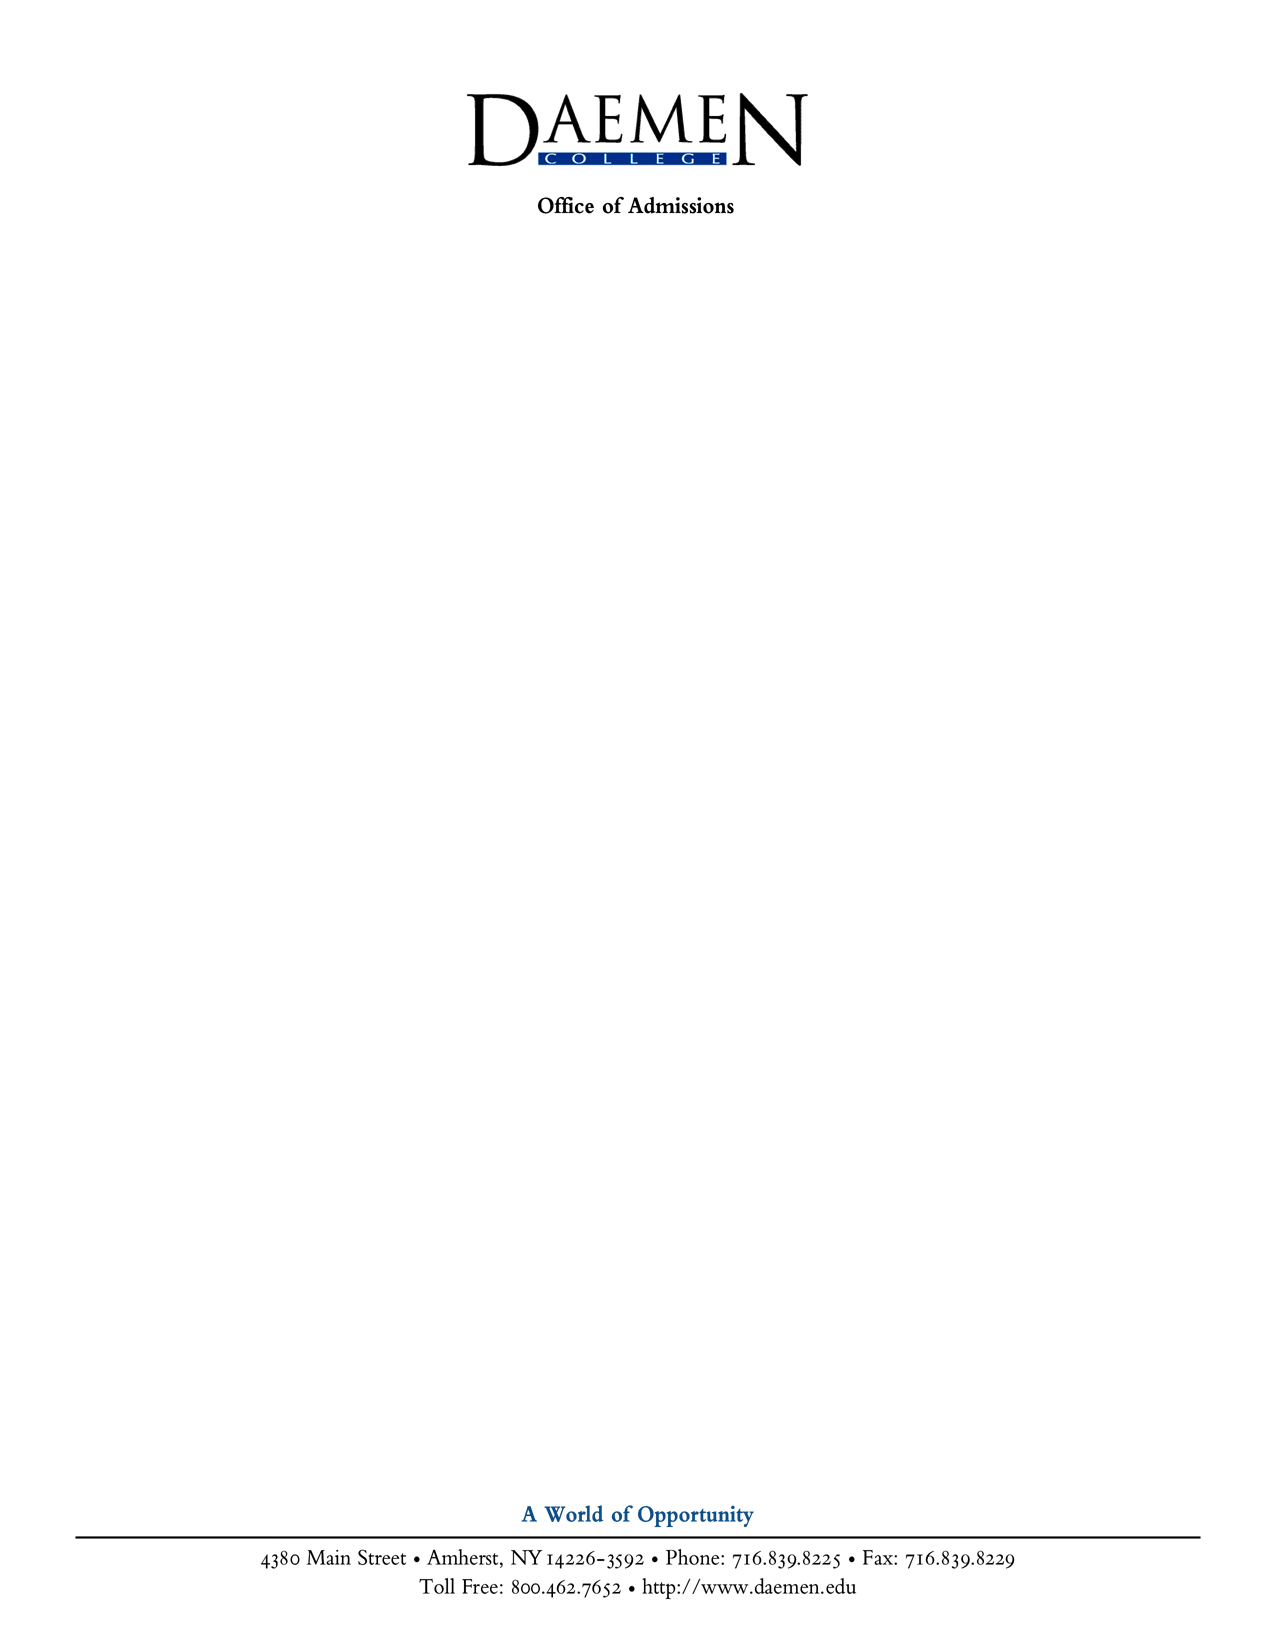 DAEMEN
COLLEGE
Office of Admissions
A World of Opportunity
4380 Main Street • Amherst, NY 14226-3592 • Phone: 716.839.8225 • Fax: 716.839.8229
Toll Free: 800.462.7652 • http://www.daemen.edu